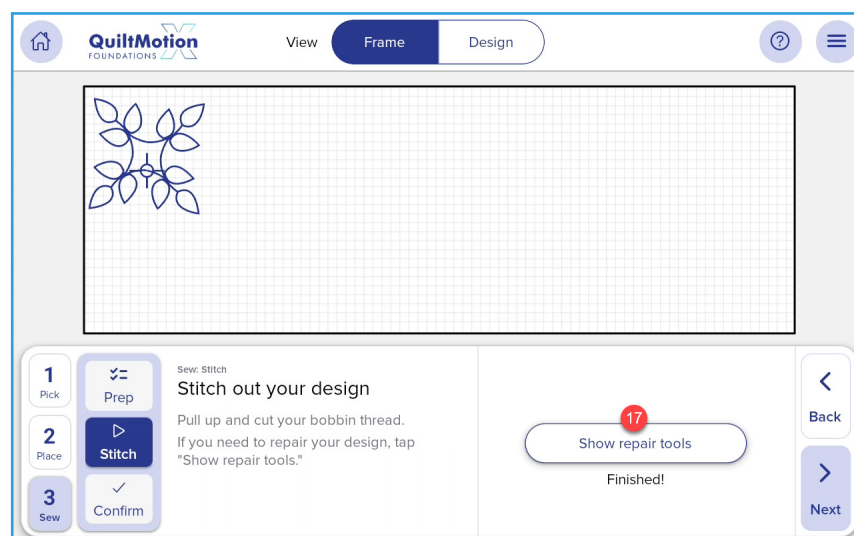 QuiltMotion
FOUNDATIONS
View
Frame
Design
1
Pick
2
Place
3
Sew
Prep
Stitch
Confirm
Sew: Stitch
Stitch out your design
Pull up and cut your bobbin thread.
If you need to repair your design, tap
"Show repair tools."
17
Show repair tools
Finished!
Back
Next